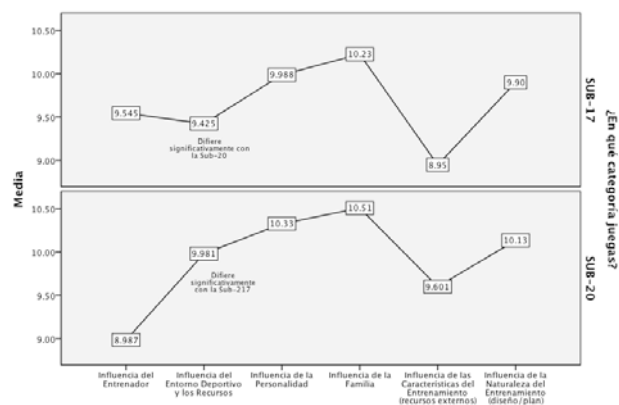 10.50
10.00
9.50
9.00
9.545
9.425
9.988
10.23
8.95
9.90
Difiere
significativamente con
la Sub-20
SUB-17
Media
¿En qué categoría juegas?
10.50
10.00
9.50
9.00
8.987
9.981
10.33
10.51
9.601
10.13
Difiere
significativamente
con la Sub-217
SUB-20
Influencia del
Entrenador
Influencia del
Entorno Deportivo
y los Recursos
Influencia de la
Personalidad
Influencia de la
Familia
Influencia de las
Características del
Entrenamiento
(recursos externos)
Influencia de la
Naturaleza del
Entrenamiento
(diseño/plan)